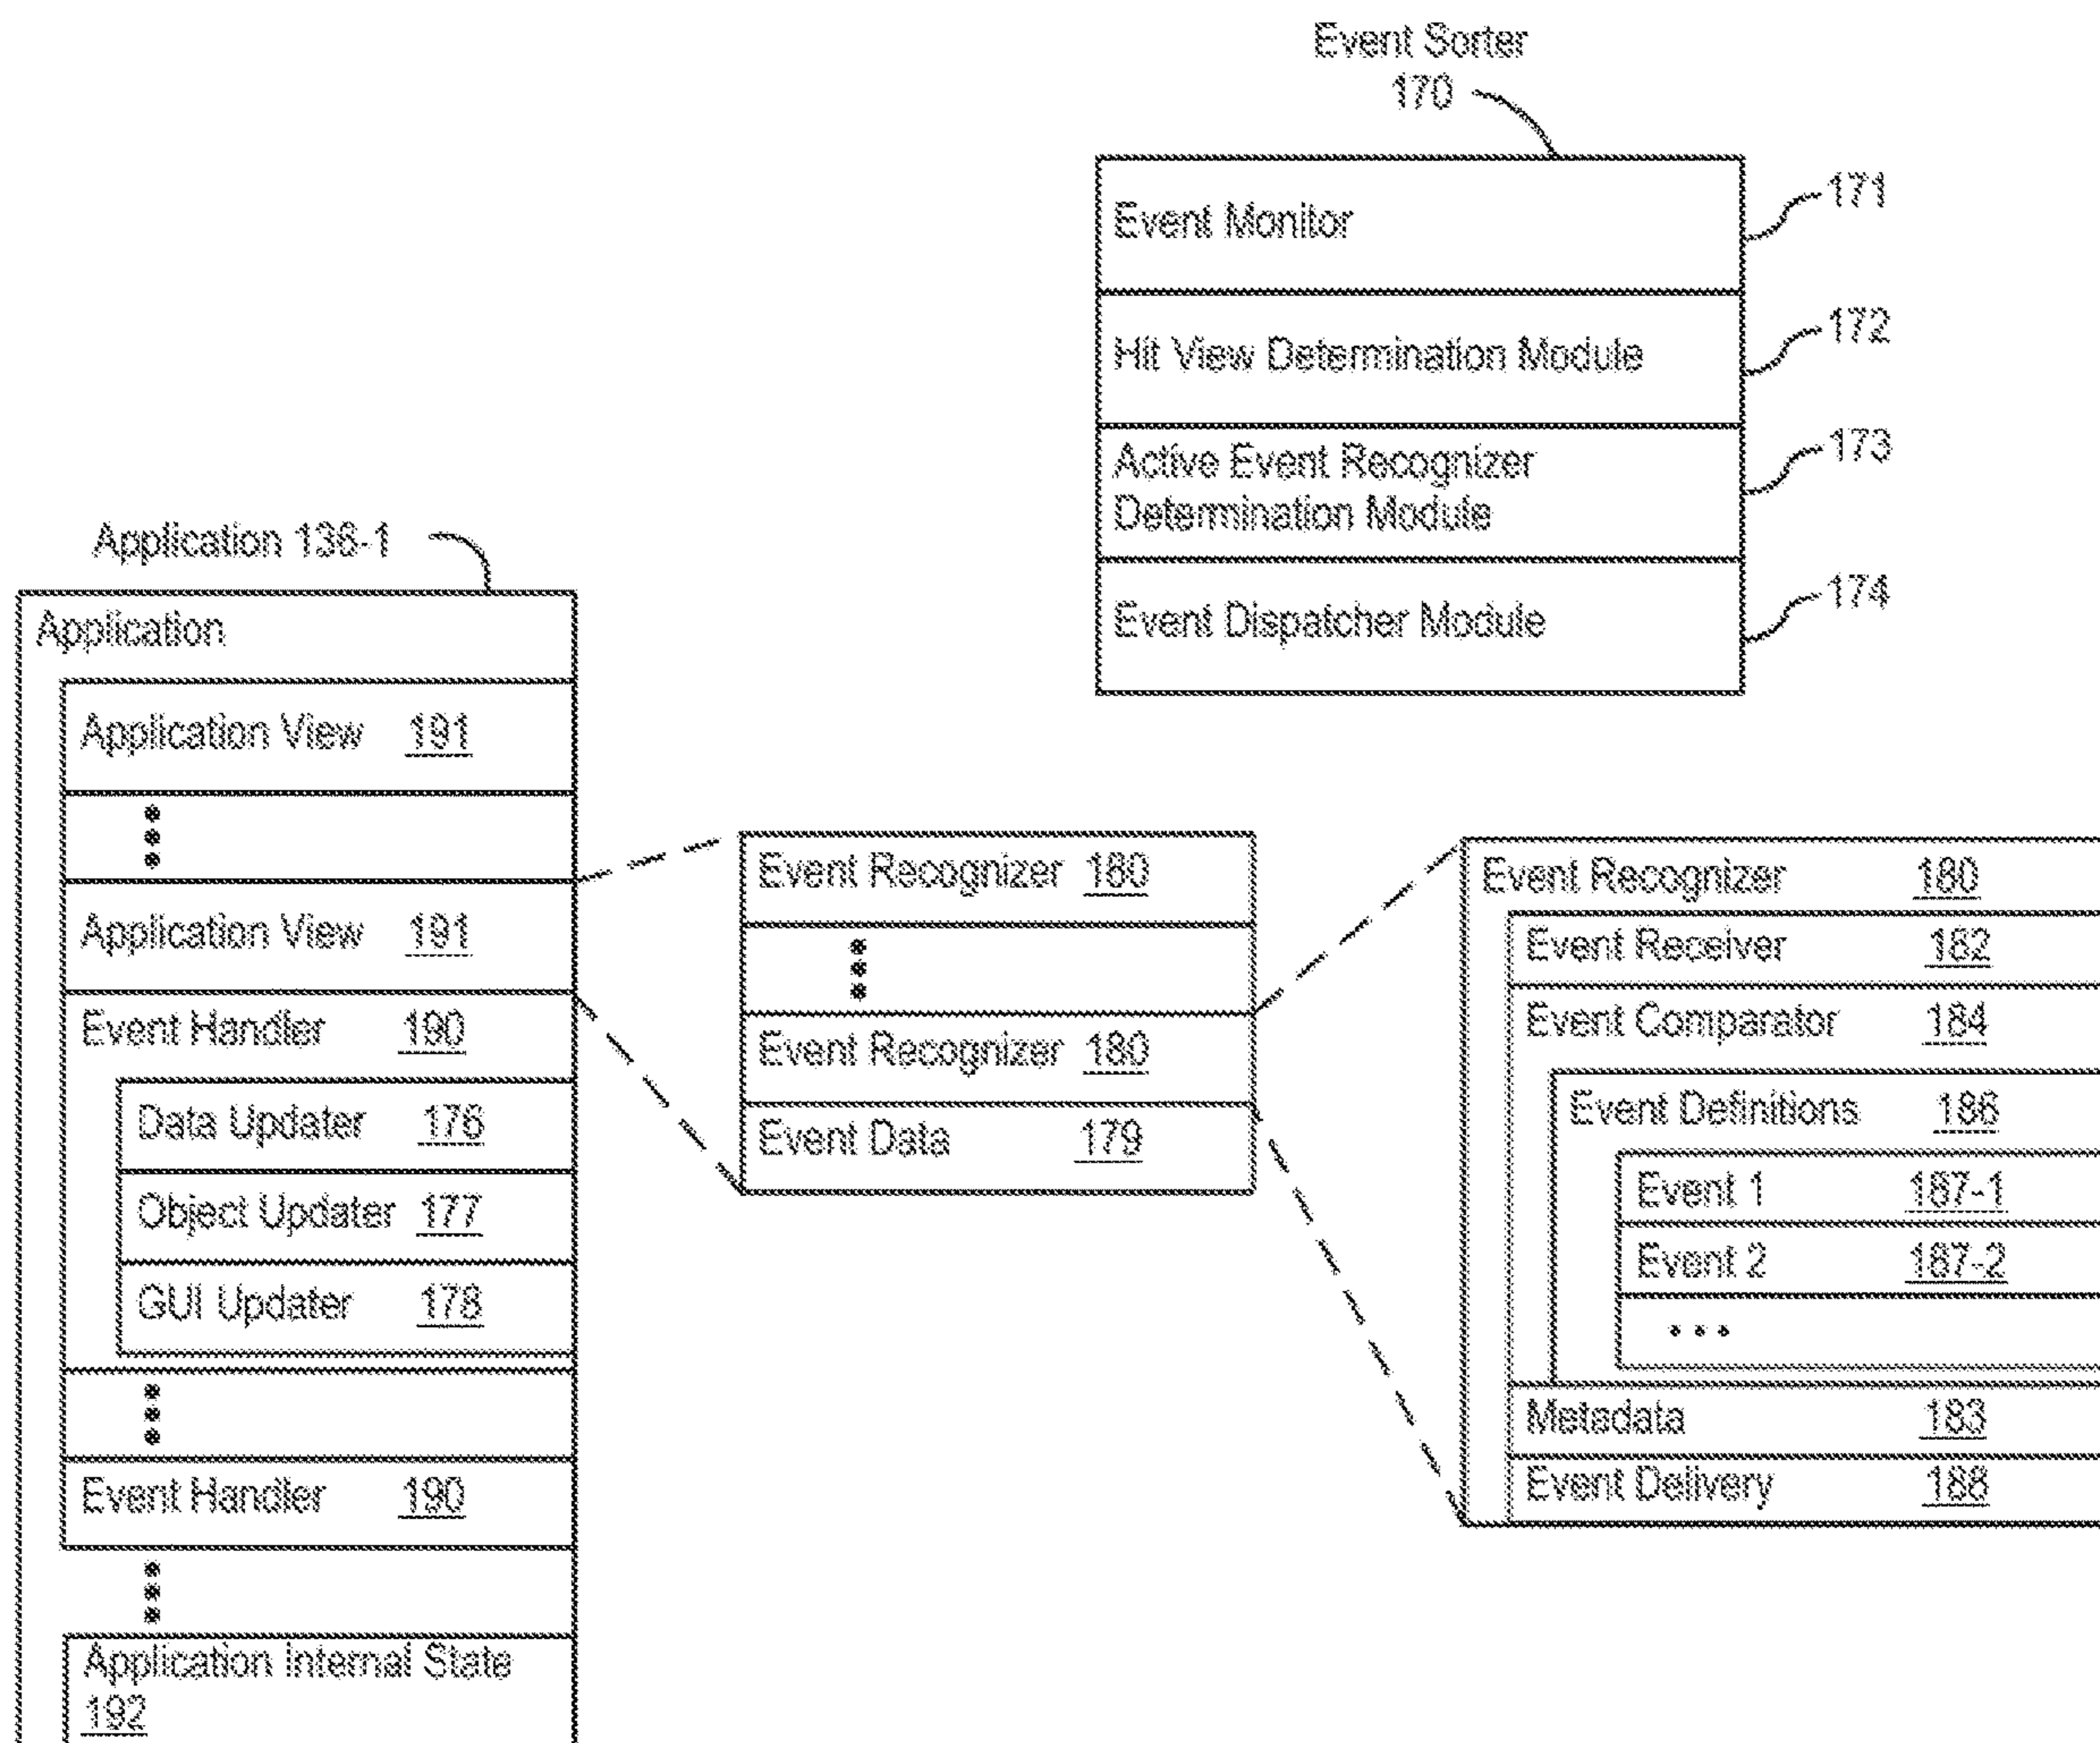 Event Sorter
170
Event Monitor
171
Hit View Determination Module
172
Active Event Recognizer
Determination Module
173
Event Dispatcher Module
174
Application 136-1
Application
Application View 191
Application View 191
Event Handler 190
Data Updater 176
Object Updater 177
GUI Updater 178
Event Handler 190
Application Internal State
192
Event Recognizer 180
Event Recognizer 180
Event Data 179
Event Recognizer 180
Event Receiver 182
Event Comparator 184
Event Definitions 186
Event 1 187-1
Event 2 187-2
• • •
Metadata 183
Event Delivery 188